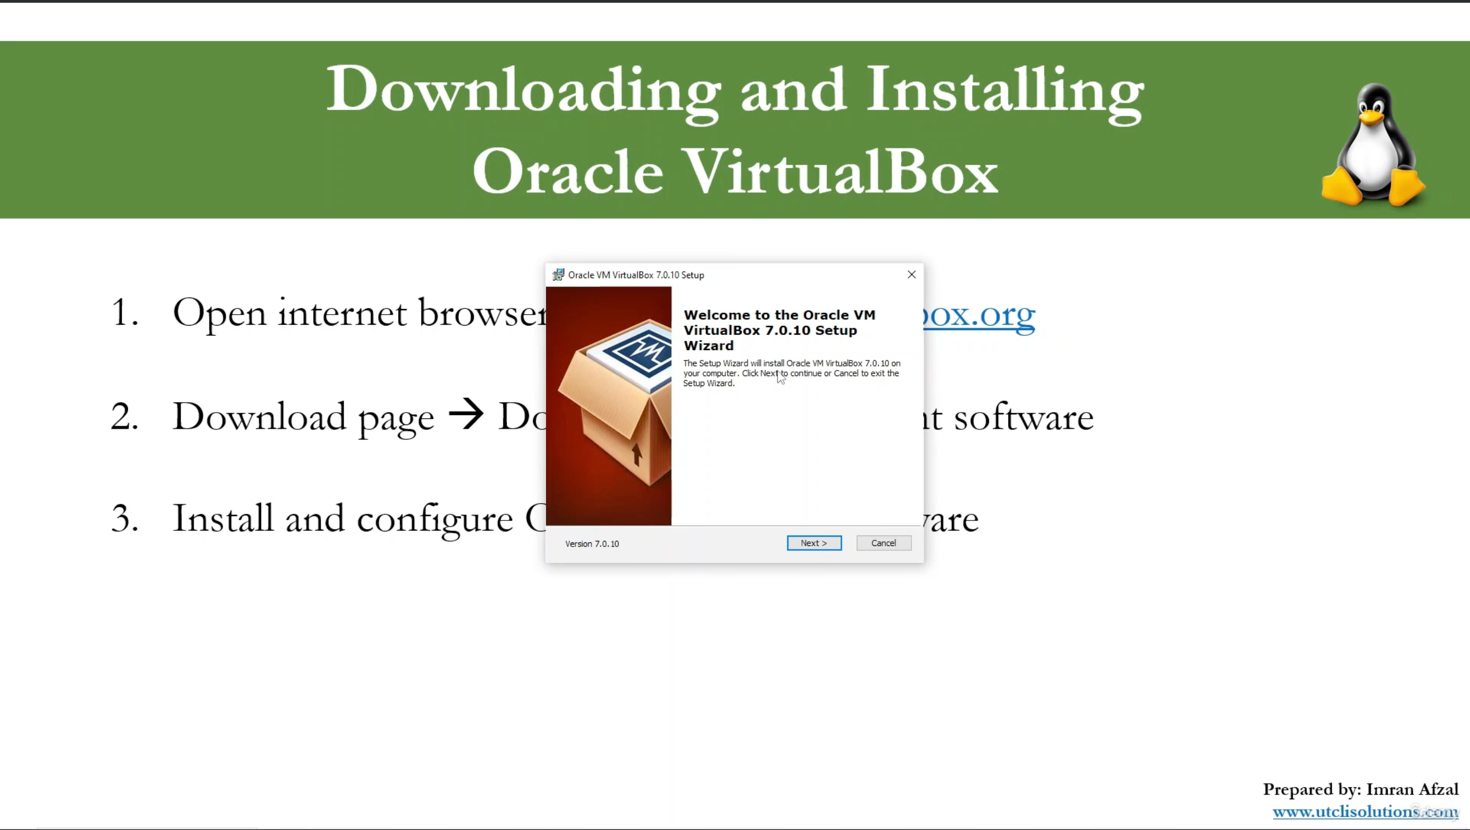 Downloading and Installing
Oracle VirtualBox
Oracle VM VirtualBox 7.0.10 Setup
Welcome to the Oracle VM
VirtualBox 7.0.10 Setup
Wizard
The Setup Wizard will install Oracle VM VirtualBox 7.0.10 on
your computer. Click Next to continue or Cancel to exit the
Setup Wizard.
Version 7.0.10
Next >
Cancel
1. Open internet browser box.org
2. Download page → Do nt software
3. Install and configure ware
Prepared by: Imran Afzal
www.utclisolutions.com